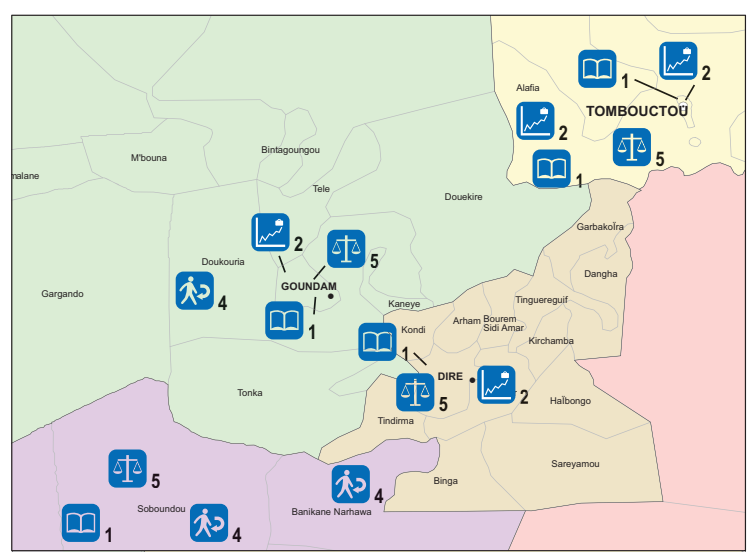 1
2
Alafia
TOMBOUCTOU
2
M'bouna
Bintagoungou
5
malane
1
Tele
Douekire
Garbakoïra
2
5
Doukouria
Dangha
GOUNDAM
Gargando
4
Tinguereguif
Kaneye
1
Arham
Bourem
Sidi Amar
Kondi
Kirchamba
1
DIRE
Tonka
5
2
Haïbongo
Tindirma
Sareyamou
5
Binga
4
Soboundou
Banikane Narhawa
1
4